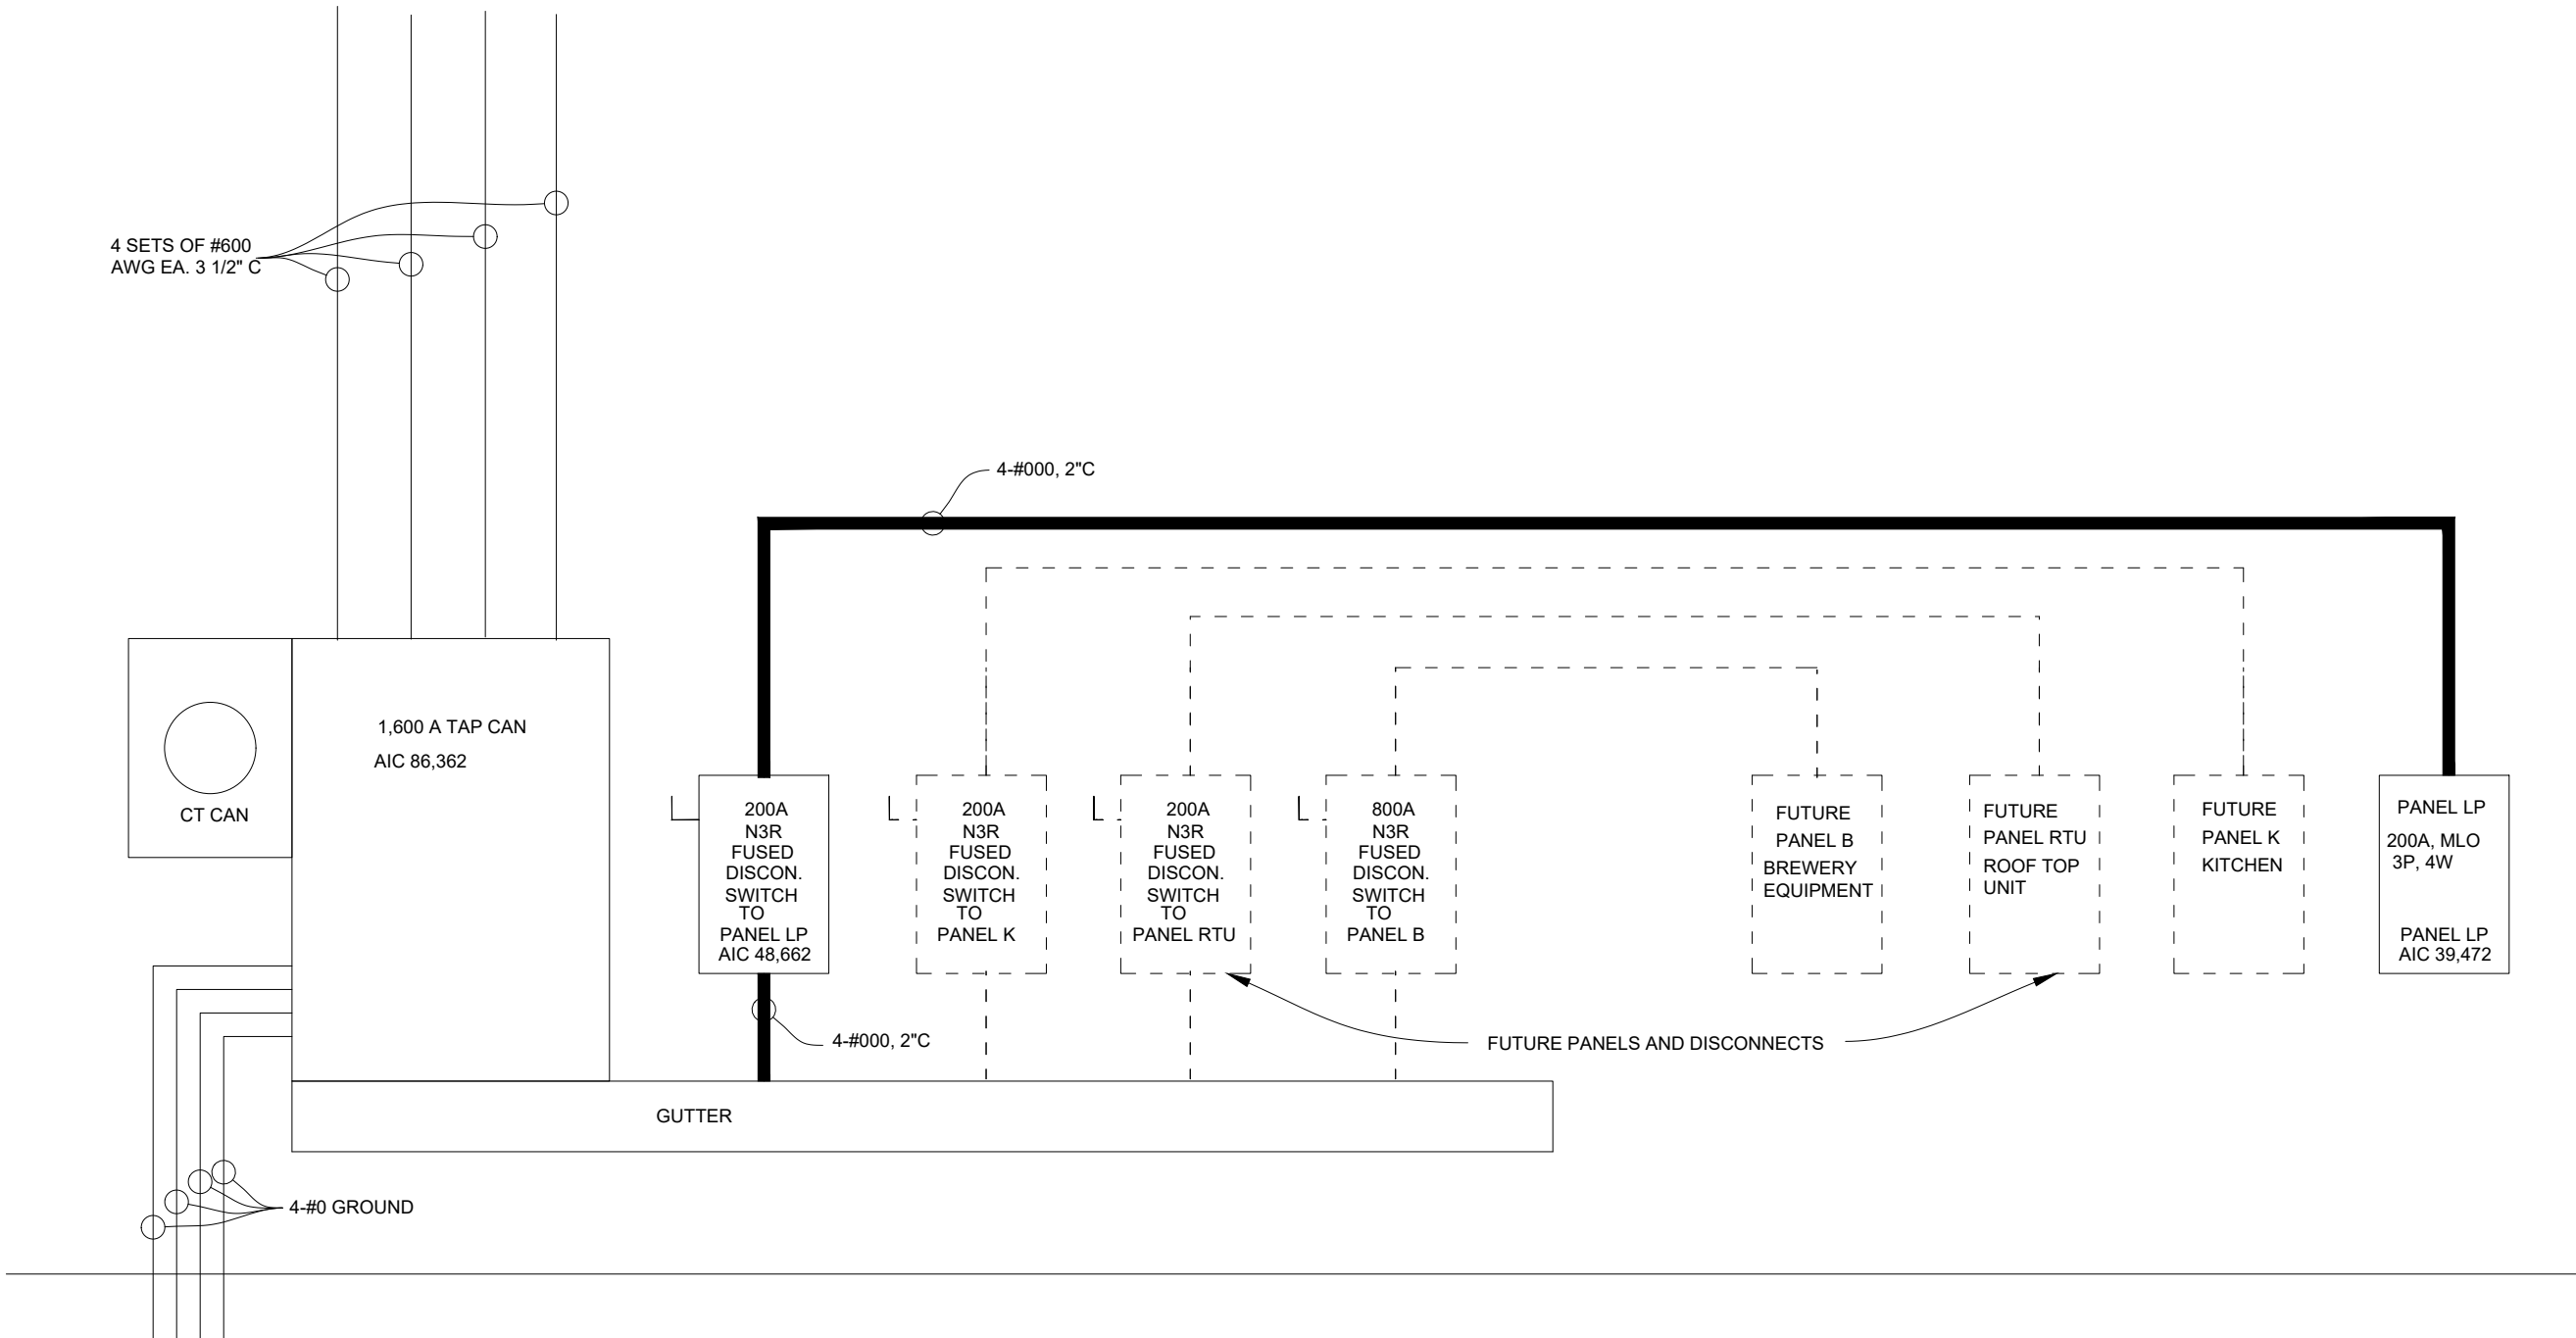 4 SETS OF #600
AWG EA. 3 1/2" C
4-#000, 2"C
1,600 A TAP CAN
AIC 86,362
CT CAN
200A
N3R
FUSED
DISCON.
SWITCH
TO
PANEL LP
AIC 48,662
200A
N3R
FUSED
DISCON.
SWITCH
TO
PANEL K
200A
N3R
FUSED
DISCON.
SWITCH
TO
PANEL RTU
800A
N3R
FUSED
DISCON.
SWITCH
TO
PANEL B
FUTURE
PANEL B
BREWERY
EQUIPMENT
FUTURE
PANEL RTU
ROOF TOP
UNIT
FUTURE
PANEL K
KITCHEN
PANEL LP
200A, MLO
3P, 4W
PANEL LP
AIC 39,472
4-#000, 2"C
FUTURE PANELS AND DISCONNECTS
GUTTER
4-#0 GROUND